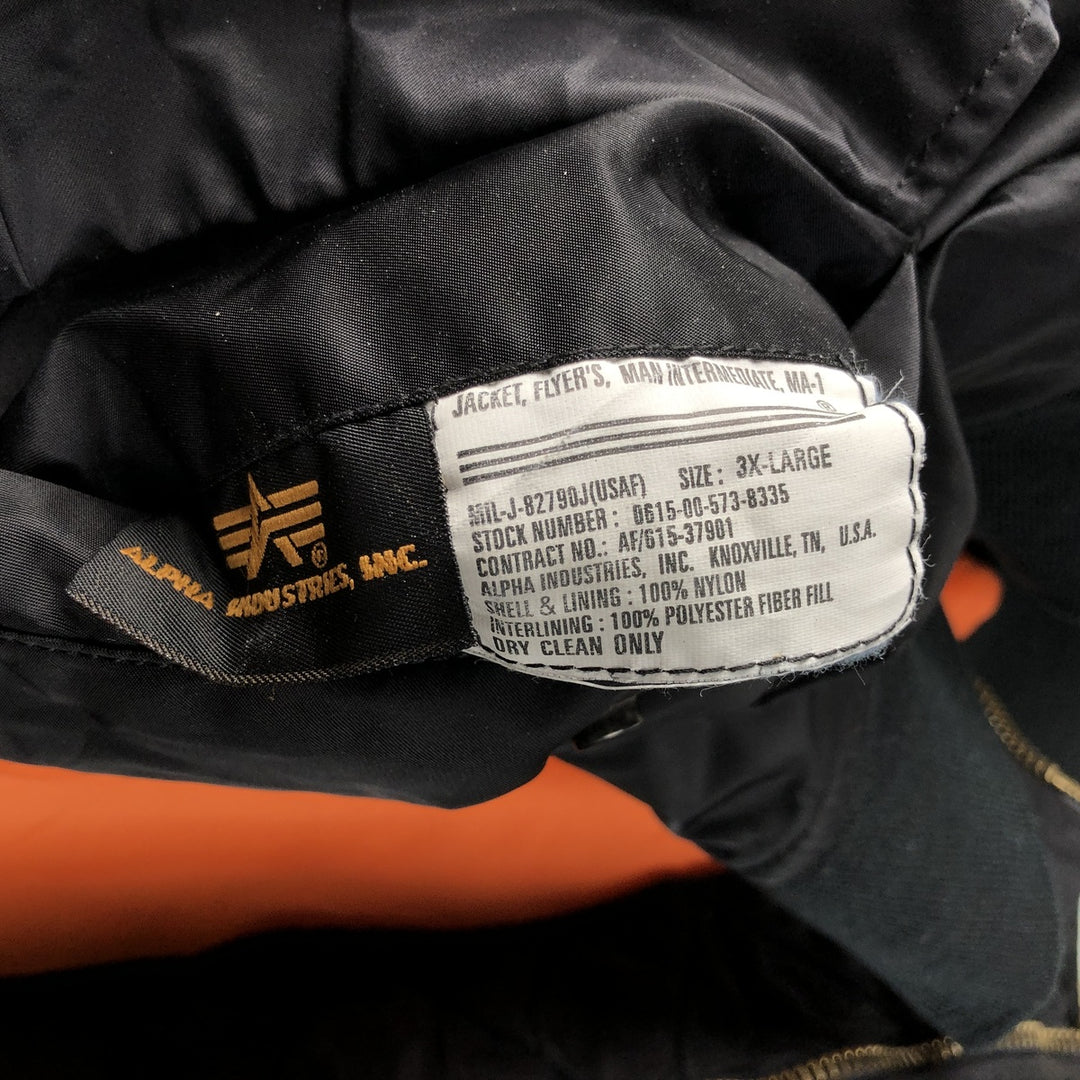 ALPHA INDUSTRIES, INC.
®
JACKET, FLYER'S, MAN INTERMEDIATE, MA-1
®
MIL-J-82790J(USAF) SIZE: 3X-LARGE
STOCK NUMBER: 0615-00-573-8335
CONTRACT NO.: AF/615-37901
ALPHA INDUSTRIES, INC. KNOXVILLE, TN, U.S.A.
SHELL & LINING: 100% NYLON
INTERLINING: 100% POLYESTER FIBER FILL
DRY CLEAN ONLY